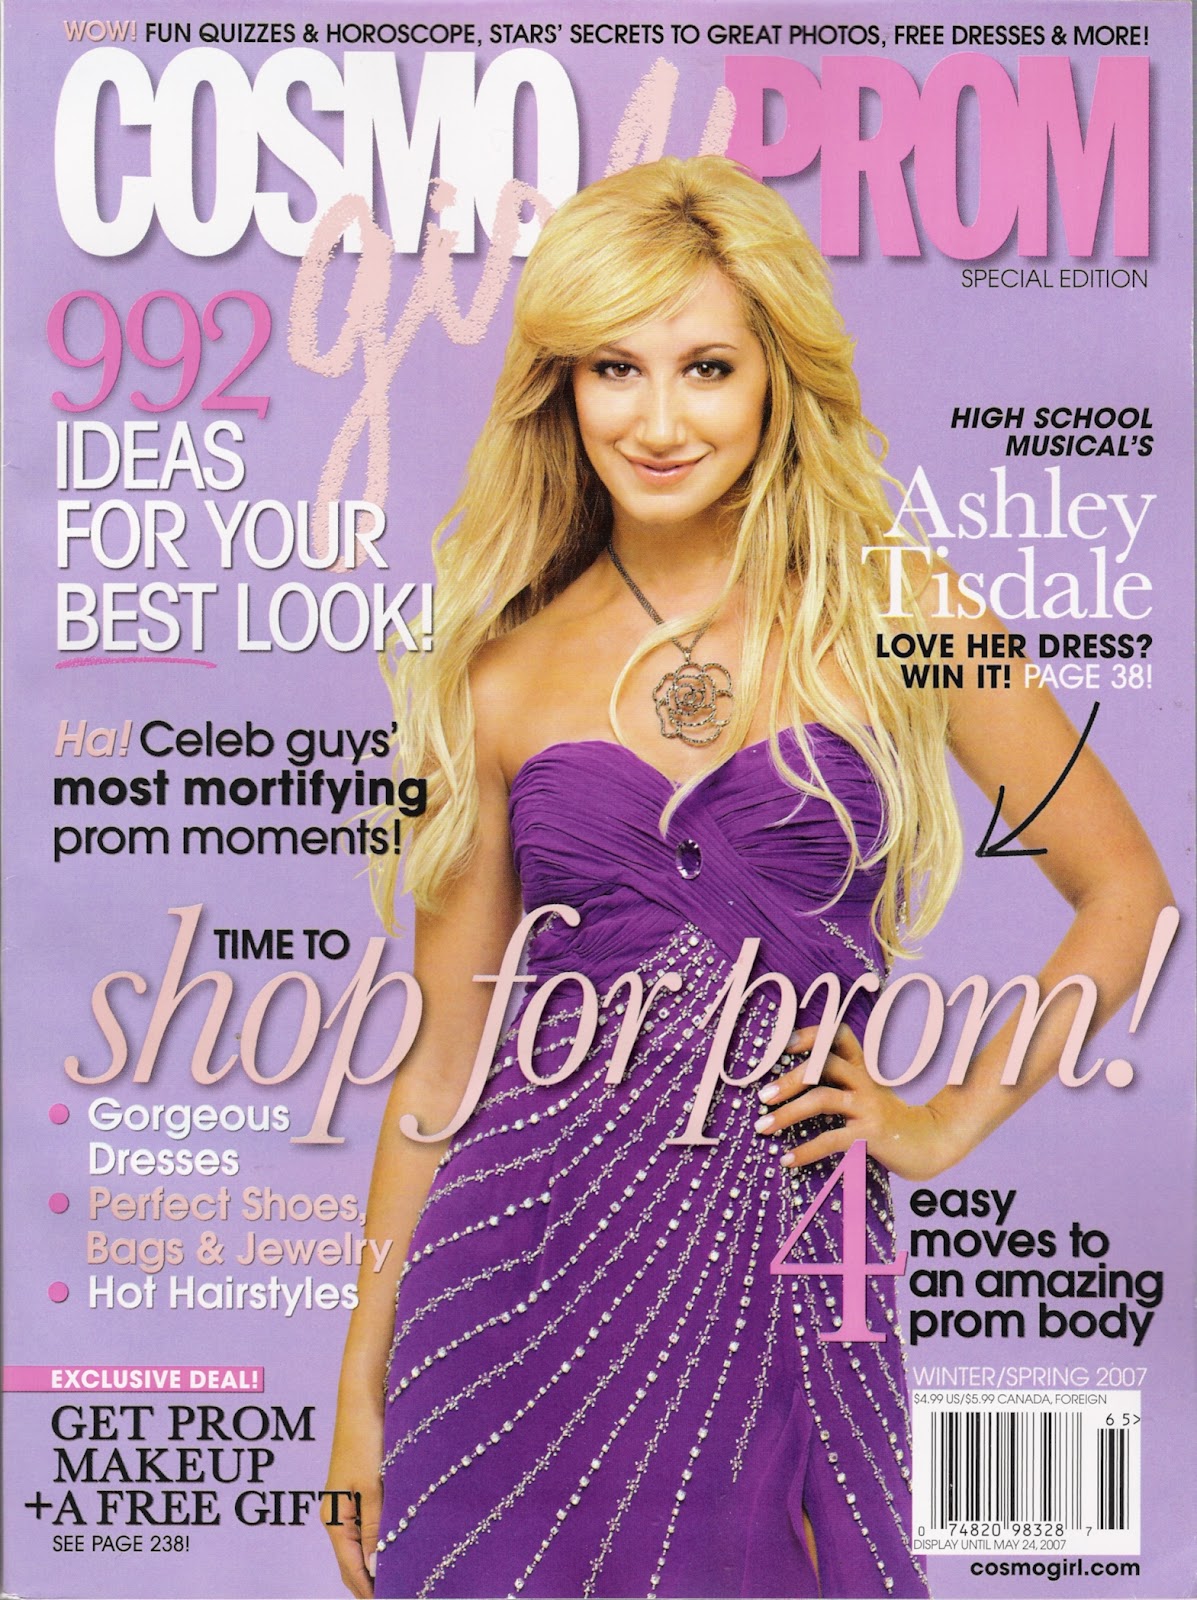 WOW! FUN QUIZZES & HOROSCOPE, STARS' SECRETS TO GREAT PHOTOS, FREE DRESSES & MORE!
COSMO girl! PROM
SPECIAL EDITION
992
IDEAS
FOR YOUR
BEST LOOK!
HIGH SCHOOL
MUSICAL'S
Ashley
Tisdale
LOVE HER DRESS?
WIN IT! PAGE 38!
Ha! Celeb guys'
most mortifying
prom moments!
TIME TO
shop for prom!
• Gorgeous
Dresses
• Perfect Shoes,
Bags & Jewelry
• Hot Hairstyles
4
easy
moves to
an amazing
prom body
EXCLUSIVE DEAL!
GET PROM
MAKEUP
+A FREE GIFT!
SEE PAGE 238!
WINTER/SPRING 2007
$4.99 US/$5.99 CANADA, FOREIGN
65>
0 74820 98328 7
DISPLAY UNTIL MAY 24, 2007
cosmogirl.com